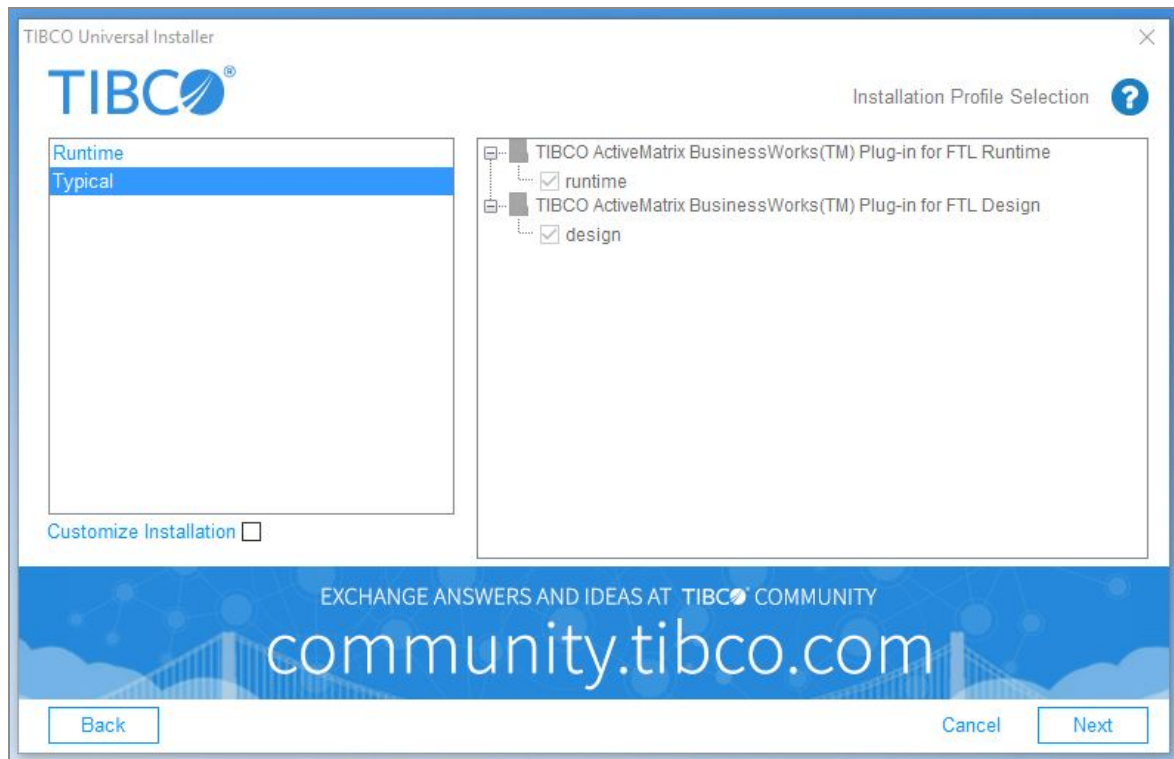 TIBCO Universal Installer
TIBCO®
Installation Profile Selection ?
Runtime
Typical
TIBCO ActiveMatrix BusinessWorks(TM) Plug-in for FTL Runtime
runtime
TIBCO ActiveMatrix BusinessWorks(TM) Plug-in for FTL Design
design
Customize Installation
EXCHANGE ANSWERS AND IDEAS AT TIBCO® COMMUNITY
community.tibco.com
Back
Cancel
Next